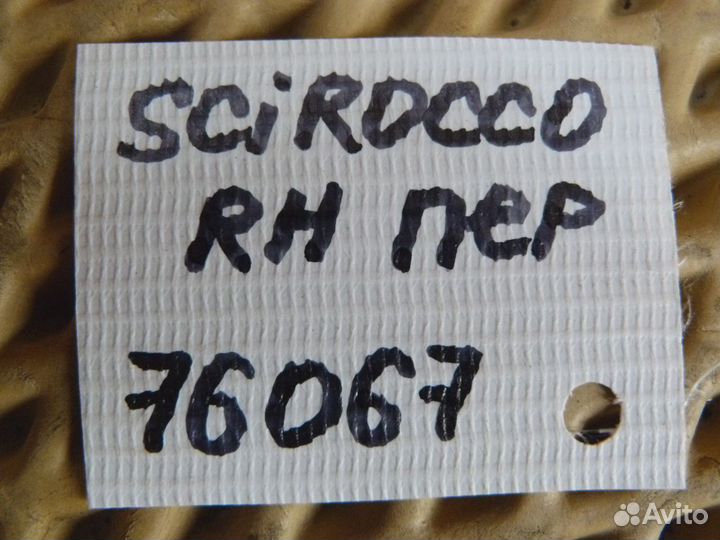 SCiROCCO
RH пер
76067
Avito